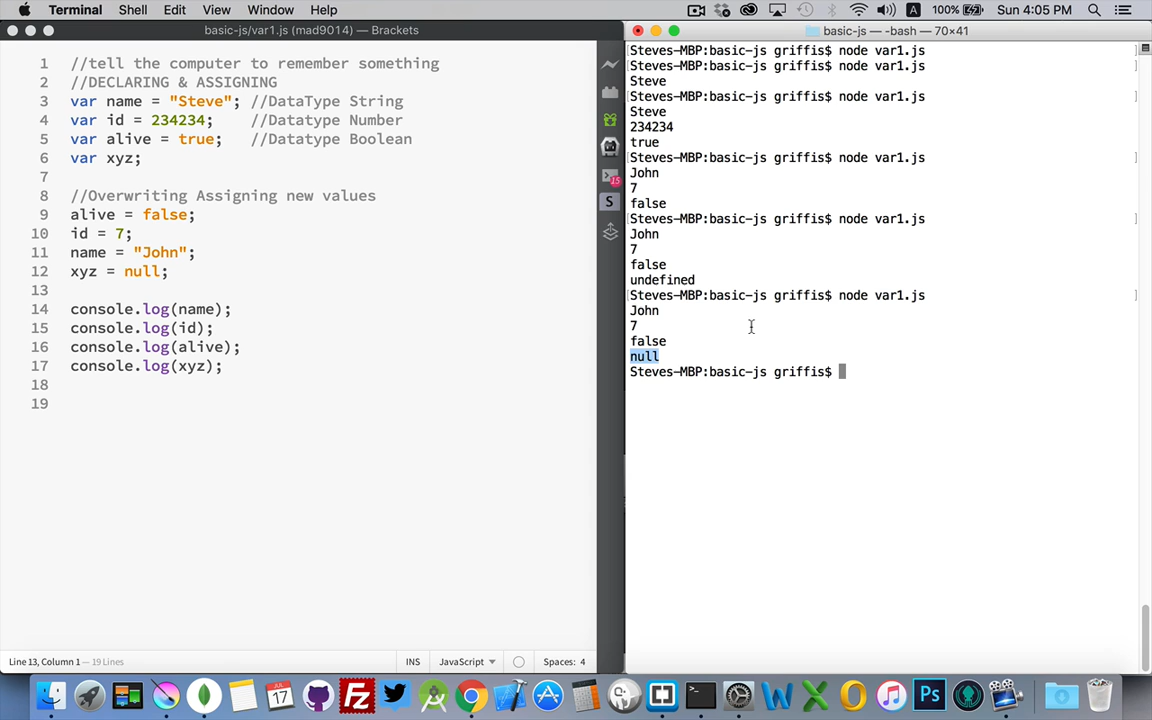 Terminal Shell Edit View Window Help
A 100% Sun 4:05 PM
basic-js/var1.js (mad9014) — Brackets
1 //tell the computer to remember something
2 //DECLARING & ASSIGNING
3 var name = "Steve"; //DataType String
4 var id = 234234; //Datatype Number
5 var alive = true; //Datatype Boolean
6 var xyz;
7
8 //Overwriting Assigning new values
9 alive = false;
10 id = 7;
11 name = "John";
12 xyz = null;
13
14 console.log(name);
15 console.log(id);
16 console.log(alive);
17 console.log(xyz);
18
19
Line 13, Column 1 — 19 Lines
INS JavaScript Spaces: 4
15
S
basic-js — -bash — 70×41
[Steves-MBP:basic-js griffis$ node var1.js ]
[Steves-MBP:basic-js griffis$ node var1.js ]
Steve
[Steves-MBP:basic-js griffis$ node var1.js ]
Steve
234234
true
[Steves-MBP:basic-js griffis$ node var1.js ]
John
7
false
[Steves-MBP:basic-js griffis$ node var1.js ]
John
7
false
undefined
[Steves-MBP:basic-js griffis$ node var1.js ]
John
7
false
null
Steves-MBP:basic-js griffis$
17
Fz
W
X
O
Ps